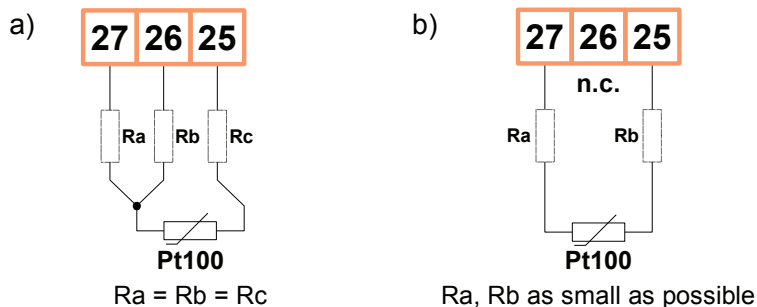 a)
27 26 25
Ra Rb Rc
Pt100
Ra = Rb = Rc
b)
27 26 25
n.c.
Ra Rb
Pt100
Ra, Rb as small as possible